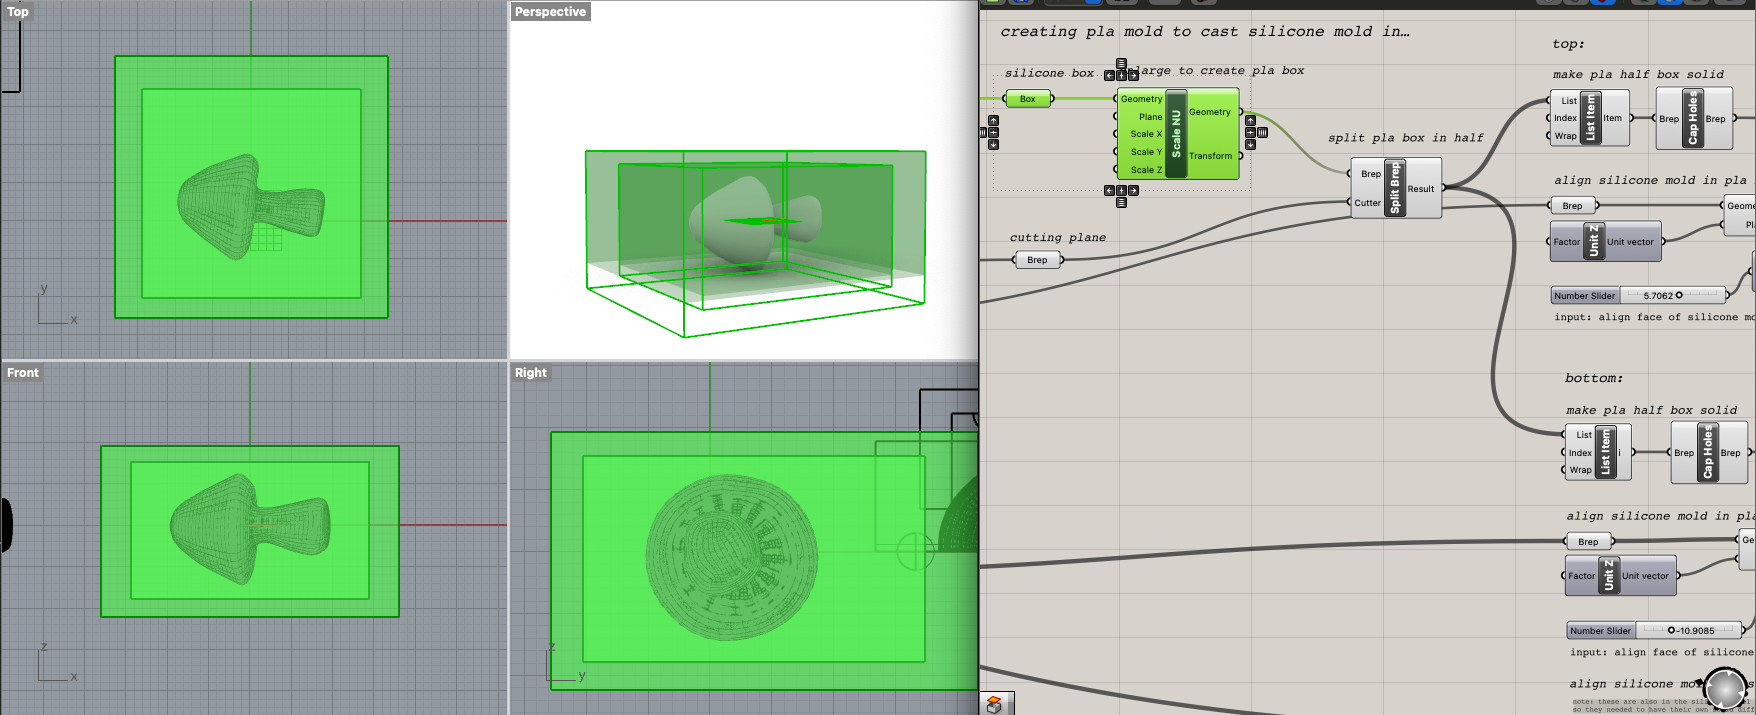 Top
Perspective
y
x
Front
Right
z
x
z
y
creating pla mold to cast silicone mold in…
silicone box
enlarge to create pla box
Box
Geometry
Plane
Scale X
Scale Y
Scale Z
Scale NU
Geometry
Transform
split pla box in half
Brep
Cutter
Split Brep
Result
cutting plane
Brep
top:
make pla half box solid
List
Index
Wrap
List Item
Item
Brep
Cap Holes
Brep
align silicone mold in pla
Brep
Geome
Pl
Factor
Unit Z
Unit vector
Number Slider
5.7062
input: align face of silicone mo
bottom:
make pla half box solid
List
Index
Wrap
List Item
i
Brep
Cap Holes
Brep
align silicone mold in pla
Brep
Ge
Factor
Unit Z
Unit vector
Number Slider
-10.9085
input: align face of silicone
align silicone mo
note: these are also in the sil
so they needed to have their own